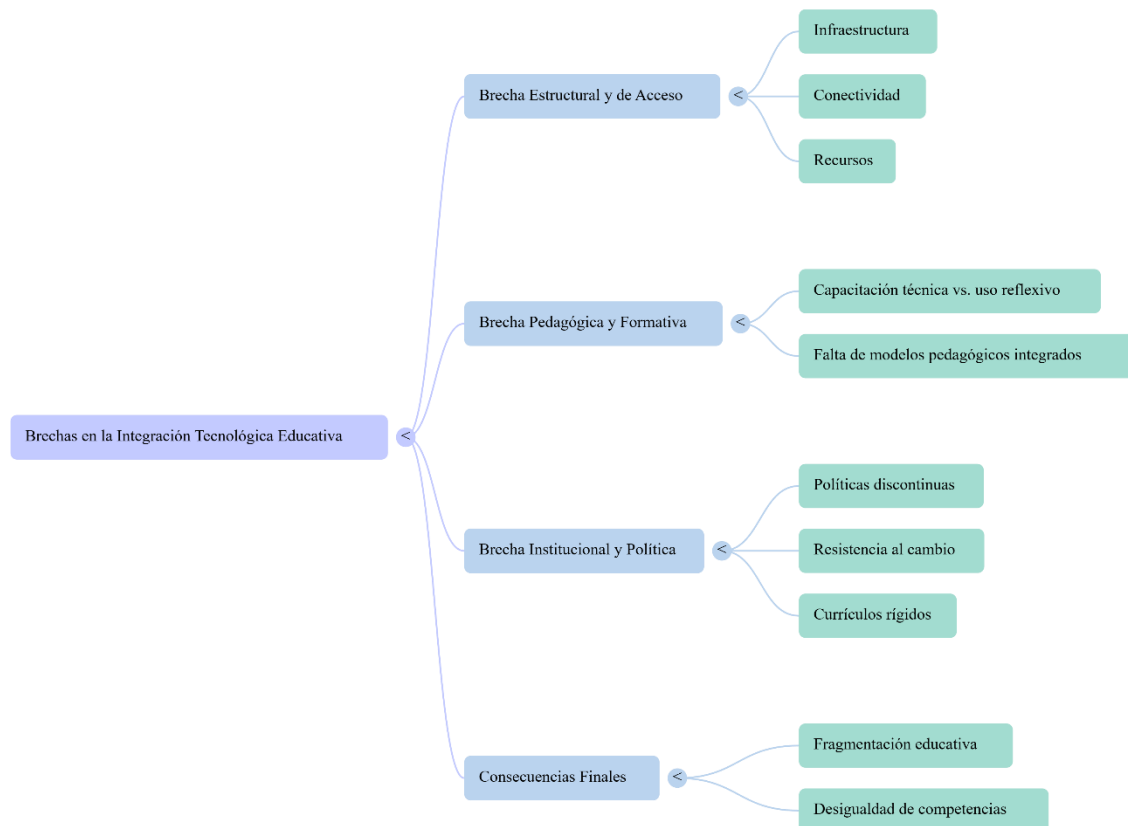 Brechas en la Integración Tecnológica Educativa
<
Brecha Estructural y de Acceso
<
Infraestructura
Conectividad
Recursos
Brecha Pedagógica y Formativa
<
Capacitación técnica vs. uso reflexivo
Falta de modelos pedagógicos integrados
Brecha Institucional y Política
<
Políticas discontinuas
Resistencia al cambio
Currículos rígidos
Consecuencias Finales
<
Fragmentación educativa
Desigualdad de competencias